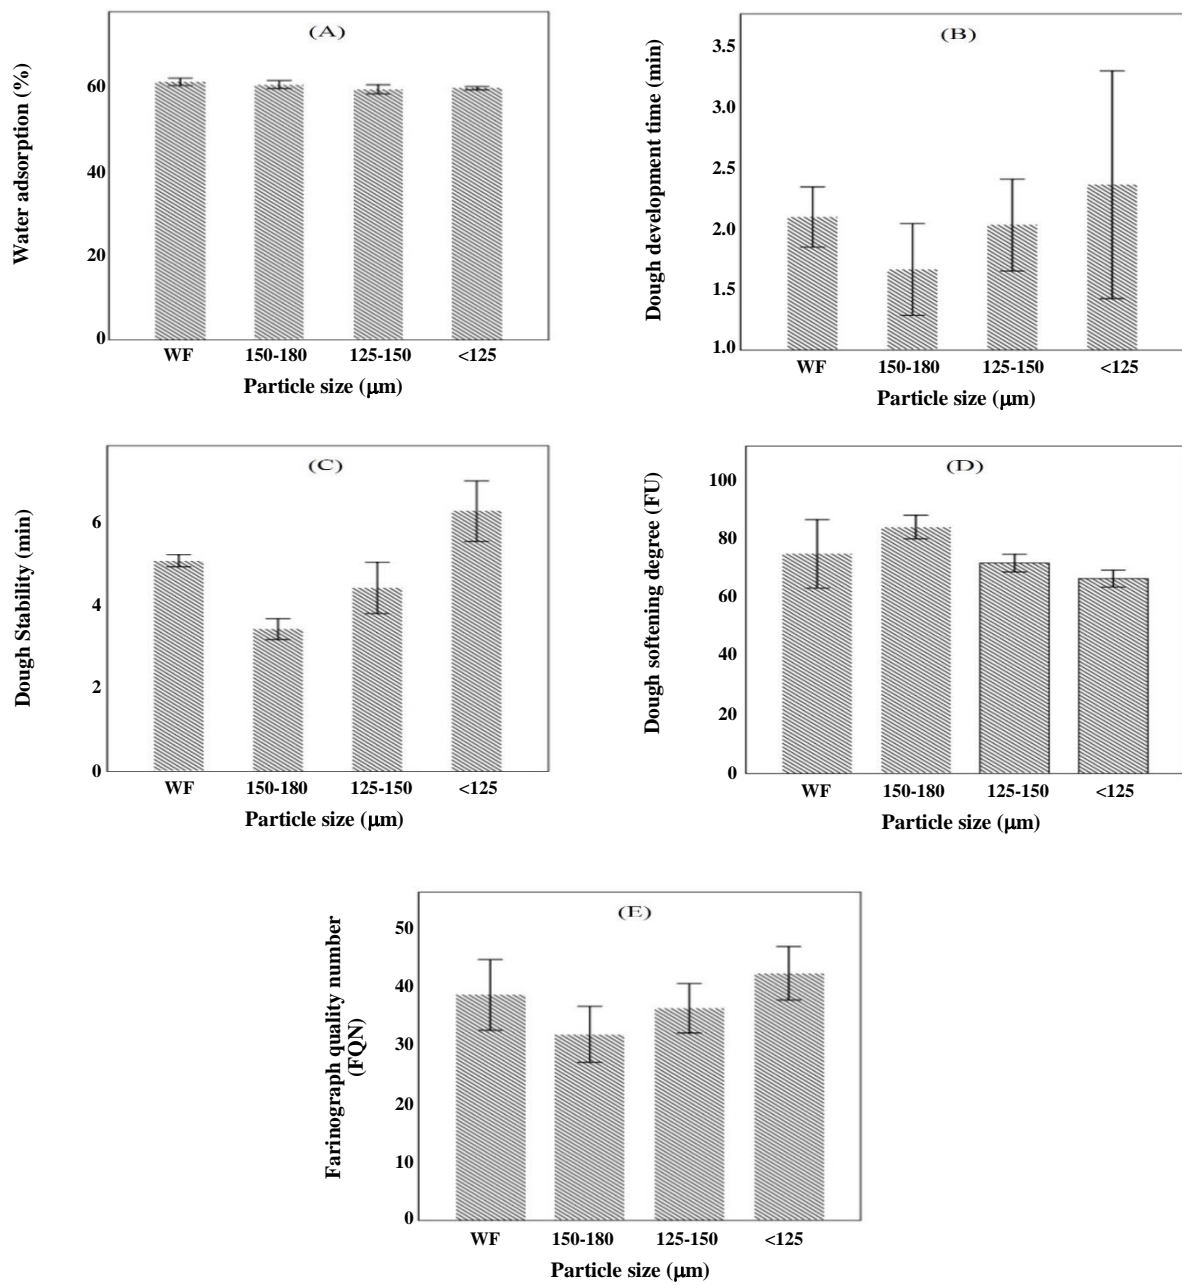 (A)
Water adsorption (%)
60
40
20
0
WF 150-180 125-150 <125
Particle size (μm)
(B)
Dough development time (min)
3.5
3.0
2.5
2.0
1.5
1.0
WF 150-180 125-150 <125
Particle size (μm)
(C)
Dough Stability (min)
6
4
2
0
WF 150-180 125-150 <125
Particle size (μm)
(D)
Dough softening degree (FU)
100
80
60
40
20
0
WF 150-180 125-150 <125
Particle size (μm)
(E)
Farinograph quality number
(FQN)
50
40
30
20
10
0
WF 150-180 125-150 <125
Particle size (μm)